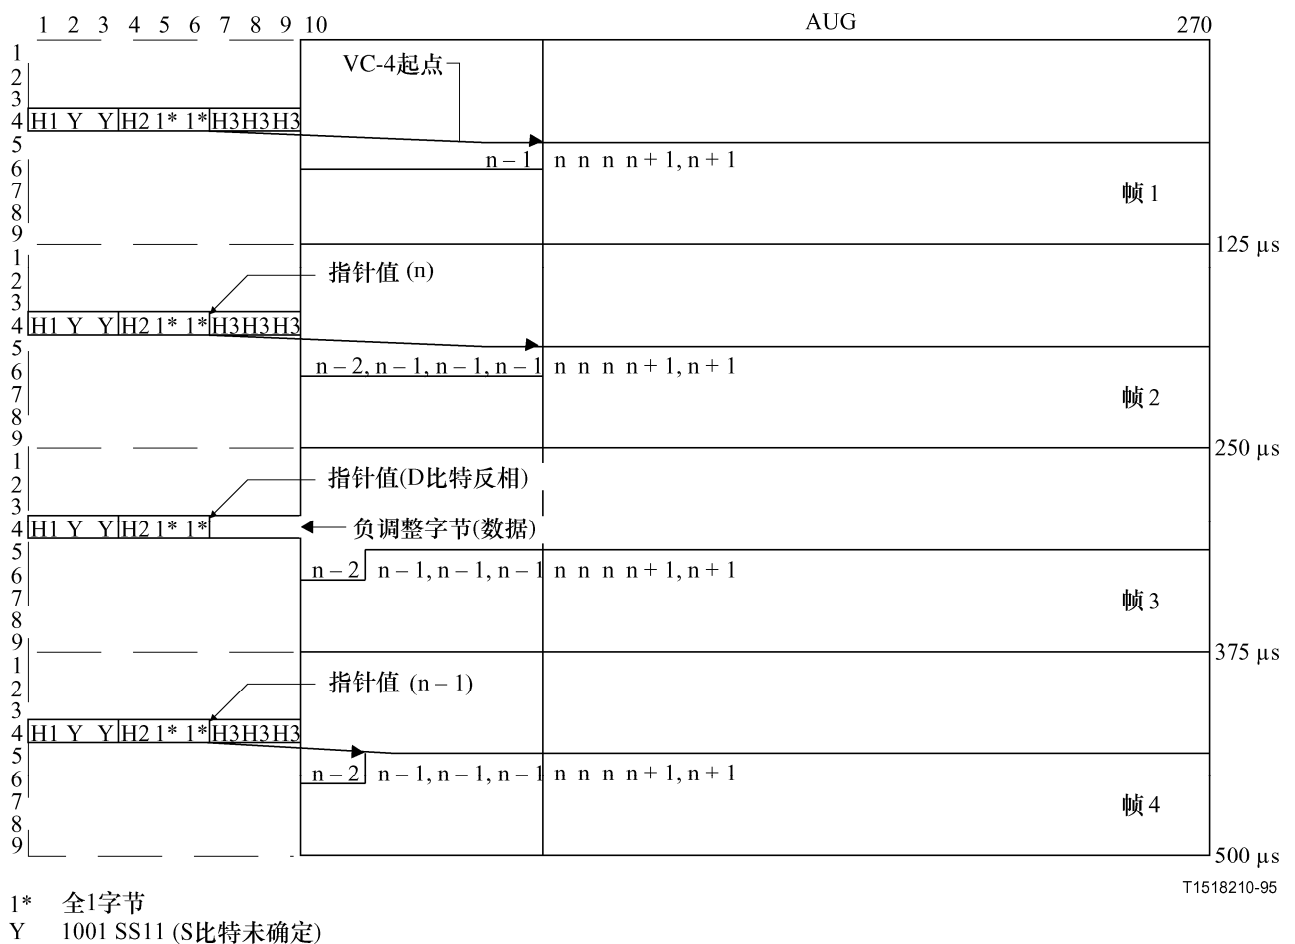 1 2 3 4 5 6 7 8 9 10 AUG 270
1
VC-4起点
2
3
4 H1 Y Y H2 1* 1* H3 H3 H3
5
n – 1 n n n n + 1, n + 1
6
7 帧 1
8
9
125 µs
1
2 指针值 (n)
3
4 H1 Y Y H2 1* 1* H3 H3 H3
5
6 n – 2, n – 1, n – 1, n – 1 n n n n + 1, n + 1
7 帧 2
8
9
250 µs
1
2 指针值(D比特反相)
3
4 H1 Y Y H2 1* 1* 负调整字节(数据)
5
6 n – 2 n – 1, n – 1, n – 1 n n n n + 1, n + 1
7 帧 3
8
9
375 µs
1
2 指针值 (n – 1)
3
4 H1 Y Y H2 1* 1* H3 H3 H3
5
6 n – 2 n – 1, n – 1, n – 1 n n n n + 1, n + 1
7
8 帧 4
9
500 µs
T1518210-95
1* 全1字节
Y 1001 SS11 (S比特未确定)